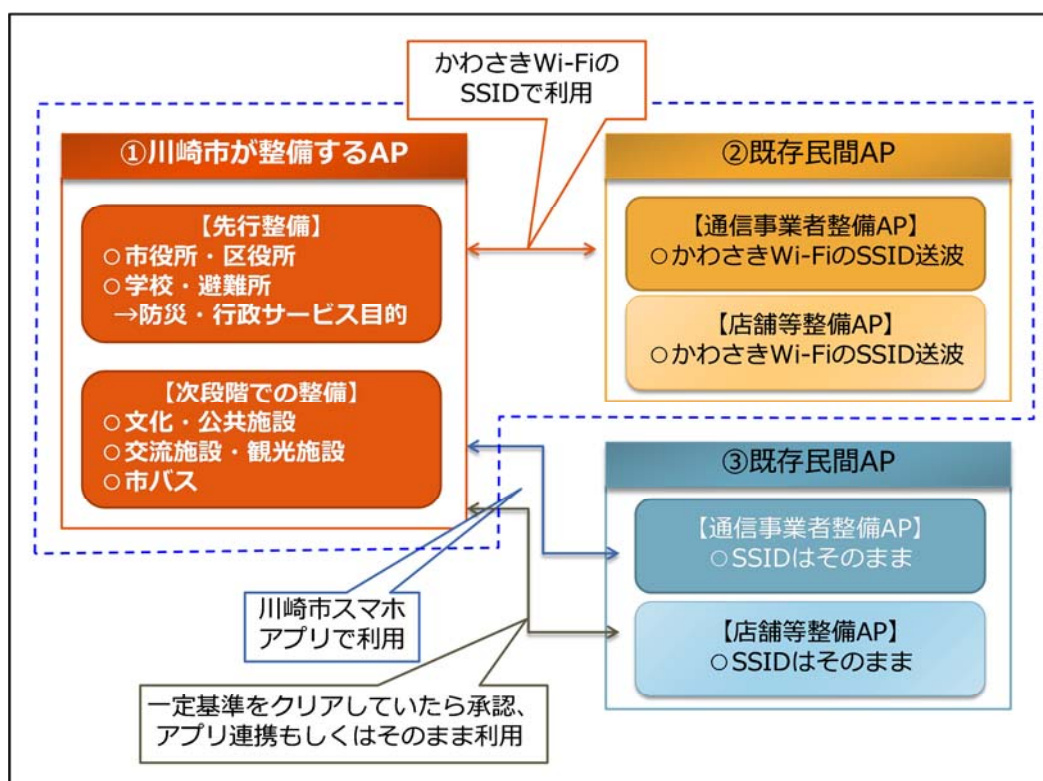 かわさきWi-Fiの
SSIDで利用
①川崎市が整備するAP
【先行整備】
○市役所・区役所
○学校・避難所
→防災・行政サービス目的
【次段階での整備】
○文化・公共施設
○交流施設・観光施設
○市バス
②既存民間AP
【通信事業者整備AP】
○かわさきWi-FiのSSID送波
【店舗等整備AP】
○かわさきWi-FiのSSID送波
③既存民間AP
【通信事業者整備AP】
○SSIDはそのまま
【店舗等整備AP】
○SSIDはそのまま
川崎市スマホ
アプリで利用
一定基準をクリアしていたら承認、
アプリ連携もしくはそのまま利用